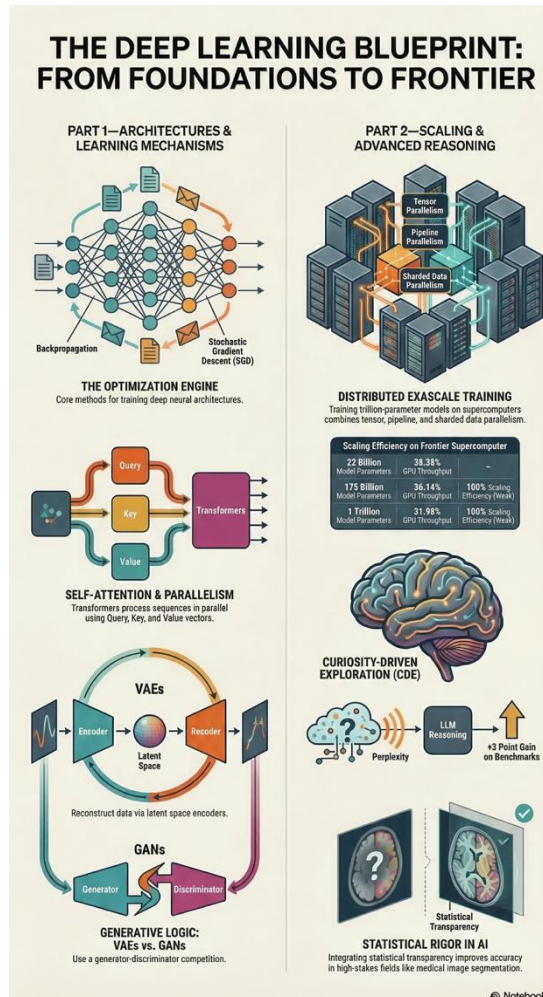 THE DEEP LEARNING BLUEPRINT:
FROM FOUNDATIONS TO FRONTIER
PART 1—ARCHITECTURES &
LEARNING MECHANISMS
Backpropagation
Stochastic
Gradient
Descent (SGD)
THE OPTIMIZATION ENGINE
Core methods for training deep neural architectures.
Query
Key
Value
Transformers
SELF-ATTENTION & PARALLELISM
Transformers process sequences in parallel
using Query, Key, and Value vectors.
VAEs
Encoder
Latent
Space
Recoder
Reconstruct data via latent space encoders.
GANs
Generator
Discriminator
GENERATIVE LOGIC:
VAEs vs. GANs
Use a generator-discriminator competition.
PART 2—SCALING &
ADVANCED REASONING
Tensor
Parallelism
Pipeline
Parallelism
Sharded Data
Parallelism
DISTRIBUTED EXASCALE TRAINING
Training trillion-parameter models on supercomputers
combines tensor, pipeline, and sharded data parallelism.
Scaling Efficiency on Frontier Supercomputer
22 Billion 38.38% –
Model Parameters GPU Throughput
175 Billion 36.14% 100% Scaling
Model Parameters GPU Throughput Efficiency (Weak)
1 Trillion 31.98% 100% Scaling
Model Parameters GPU Throughput Efficiency (Weak)
CURIOSITY-DRIVEN
EXPLORATION (CDE)
?
Perplexity
LLM
Reasoning
+3 Point Gain
on Benchmarks
?
Statistical
Transparency
STATISTICAL RIGOR IN AI
Integrating statistical transparency improves accuracy
in high-stakes fields like medical image segmentation.